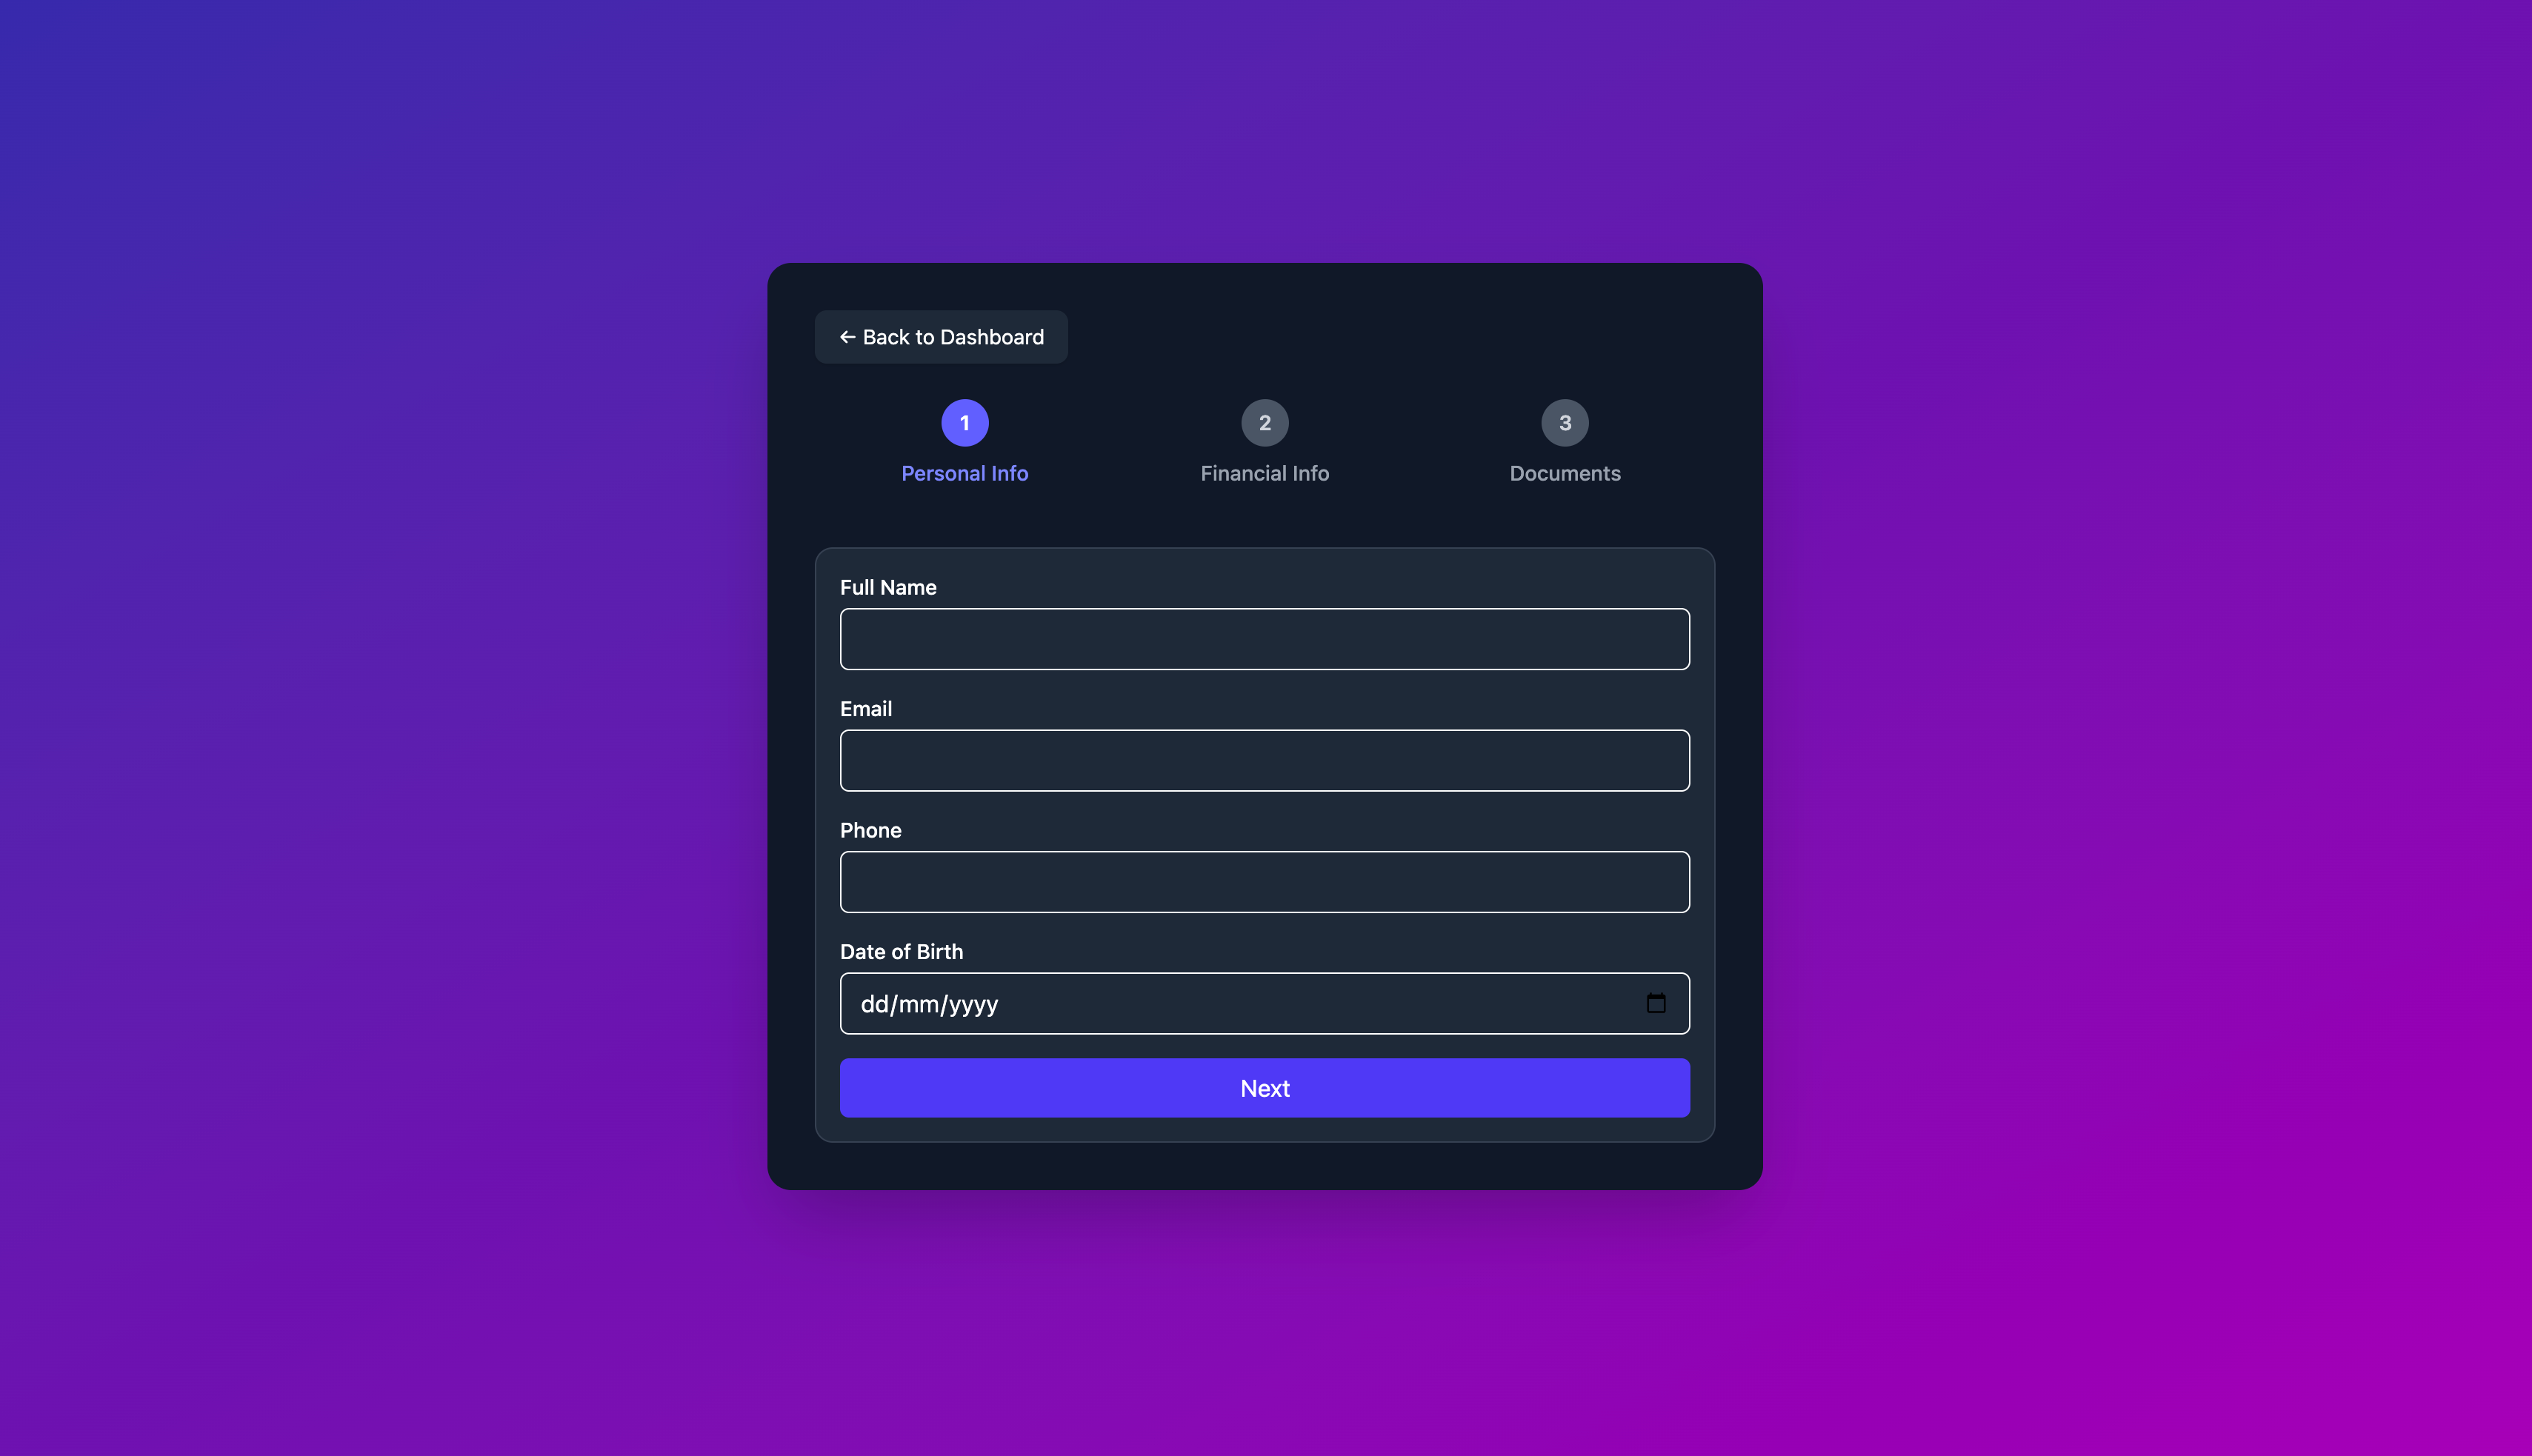 ← Back to Dashboard
1
2
3
Personal Info
Financial Info
Documents
Full Name
Email
Phone
Date of Birth
dd/mm/yyyy
Next